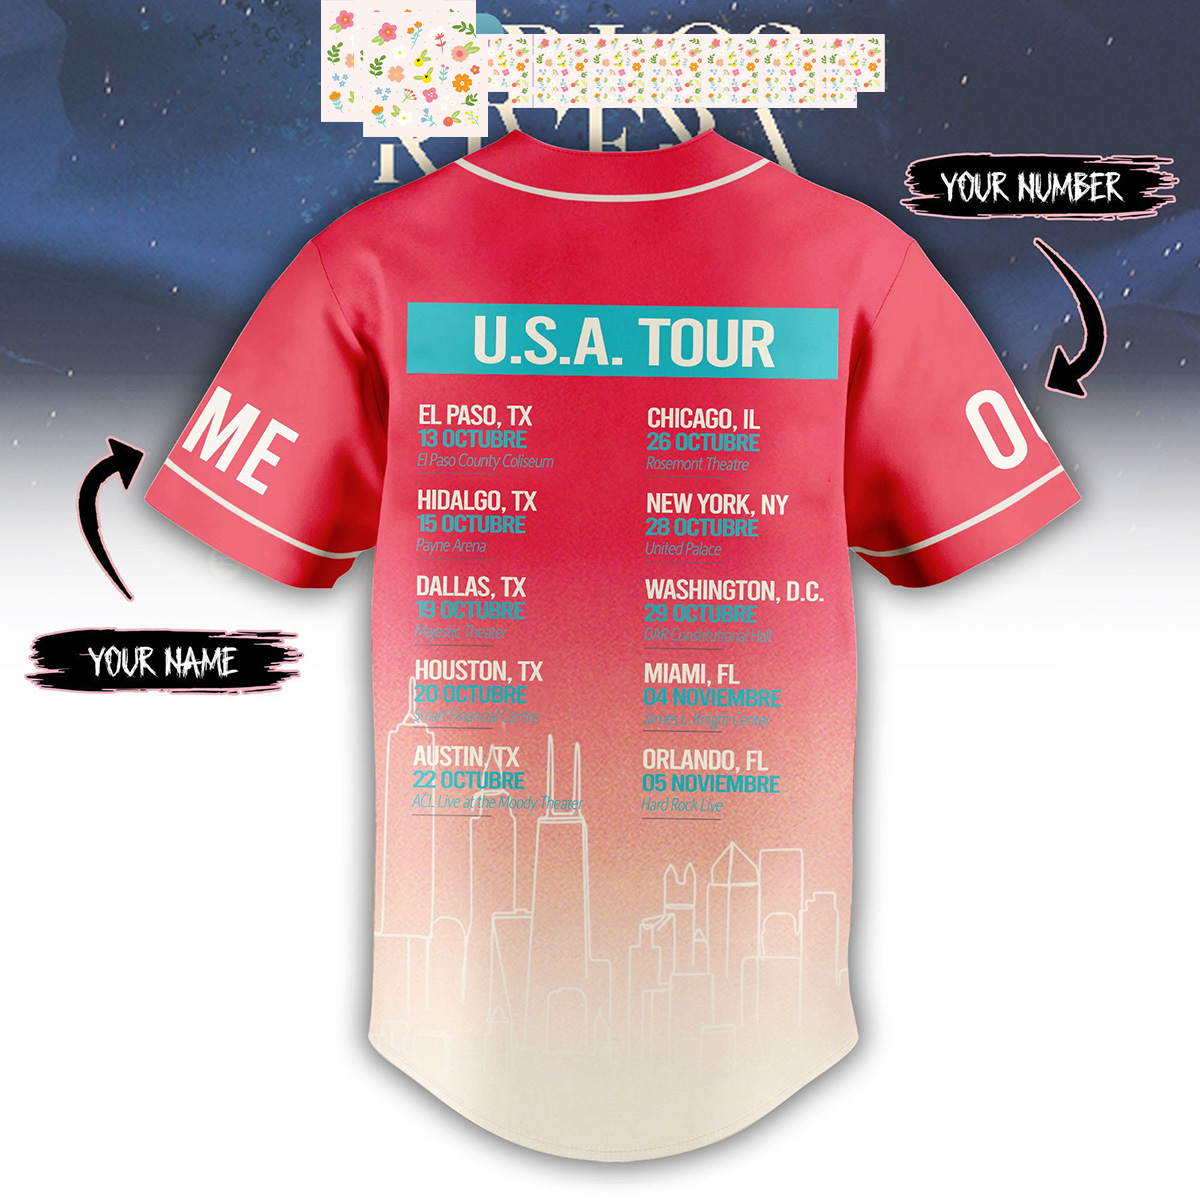 YOUR NUMBER
U.S.A. TOUR
EL PASO, TX
13 OCTUBRE
El Paso County Coliseum
HIDALGO, TX
15 OCTUBRE
Payne Arena
DALLAS, TX
19 OCTUBRE
Majestic Theater
HOUSTON, TX
20 OCTUBRE
Smart Financial Centre
AUSTIN, TX
22 OCTUBRE
ACL Live at the Moody Theater
CHICAGO, IL
26 OCTUBRE
Rosemont Theatre
NEW YORK, NY
28 OCTUBRE
United Palace
WASHINGTON, D.C.
29 OCTUBRE
DAR Constitutional Hall
MIAMI, FL
04 NOVIEMBRE
James L. Knight Center
ORLANDO, FL
05 NOVIEMBRE
Hard Rock Live
ME
0
YOUR NAME